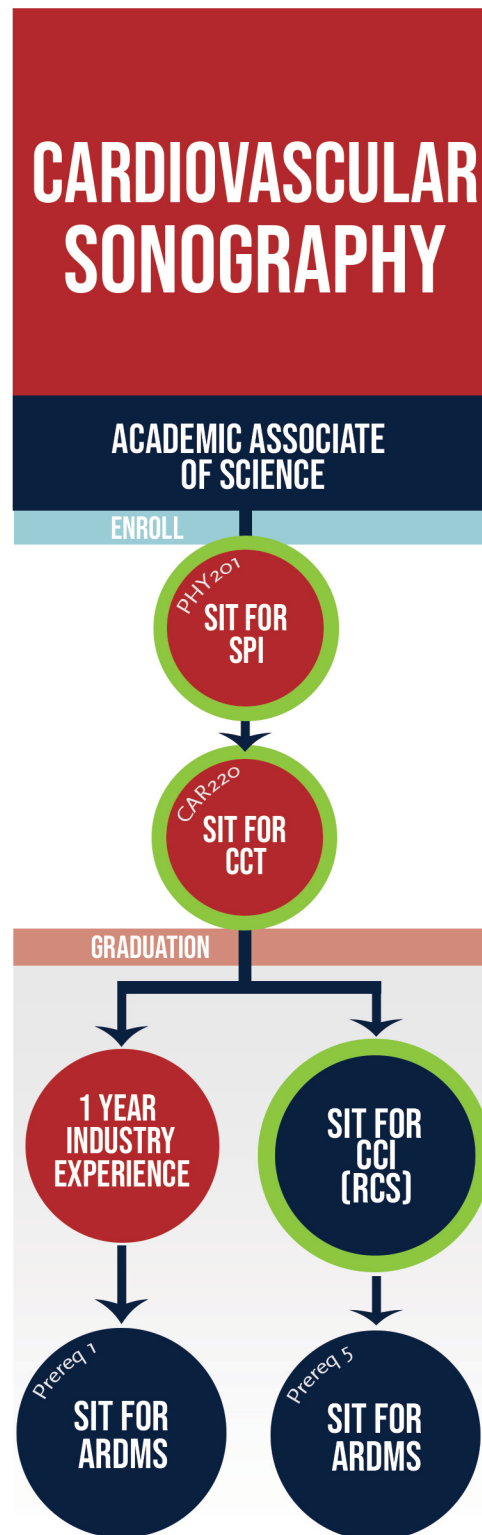 CARDIOVASCULAR
SONOGRAPHY
ACADEMIC ASSOCIATE
OF SCIENCE
ENROLL
PHY201
SIT FOR
SPI
CAR220
SIT FOR
CCT
GRADUATION
1 YEAR
INDUSTRY
EXPERIENCE
SIT FOR
CCI
(RCS)
Prereq 1
SIT FOR
ARDMS
Prereq 5
SIT FOR
ARDMS